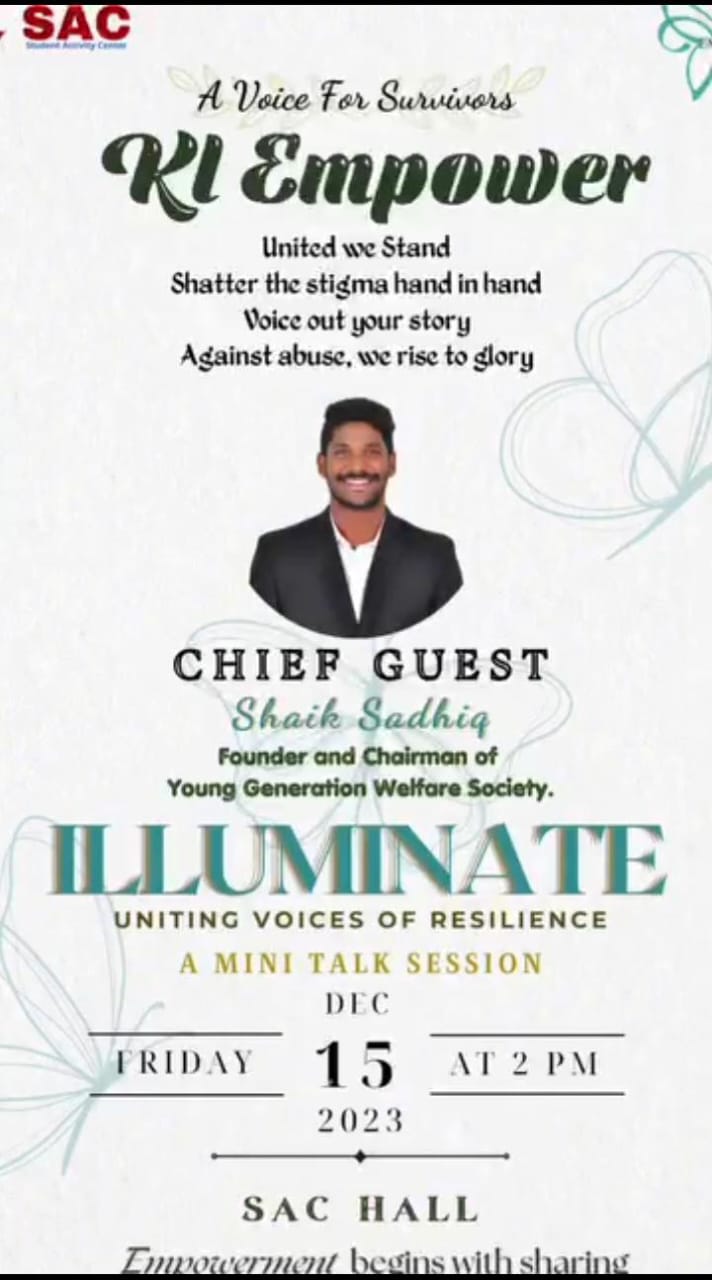 SAC
Student Activity Center
A Voice For Survivors
KL Empower
United we Stand
Shatter the stigma hand in hand
Voice out your story
Against abuse, we rise to glory
CHIEF GUEST
Shaik Sadhiq
Founder and Chairman of
Young Generation Welfare Society.
ILLUMINATE
UNITING VOICES OF RESILIENCE
A MINI TALK SESSION
DEC
FRIDAY 15 AT 2 PM
2023
SAC HALL
Empowerment begins with sharing